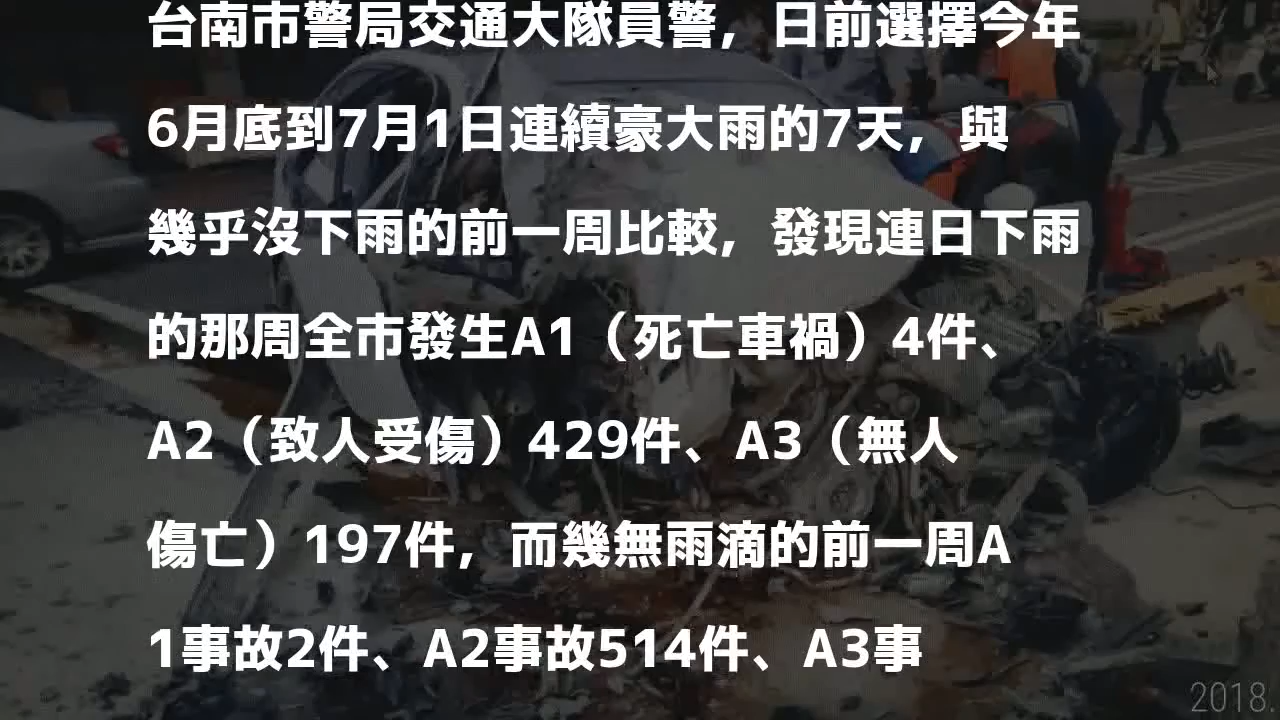 台南市警局交通大隊員警，日前選擇今年
6月底到7月1日連續豪大雨的7天，與
幾乎沒下雨的前一周比較，發現連日下雨
的那周全市發生A1（死亡車禍）4件、
A2（致人受傷）429件、A3（無人
傷亡）197件，而幾無雨滴的前一周A
1事故2件、A2事故514件、A3事
2018.